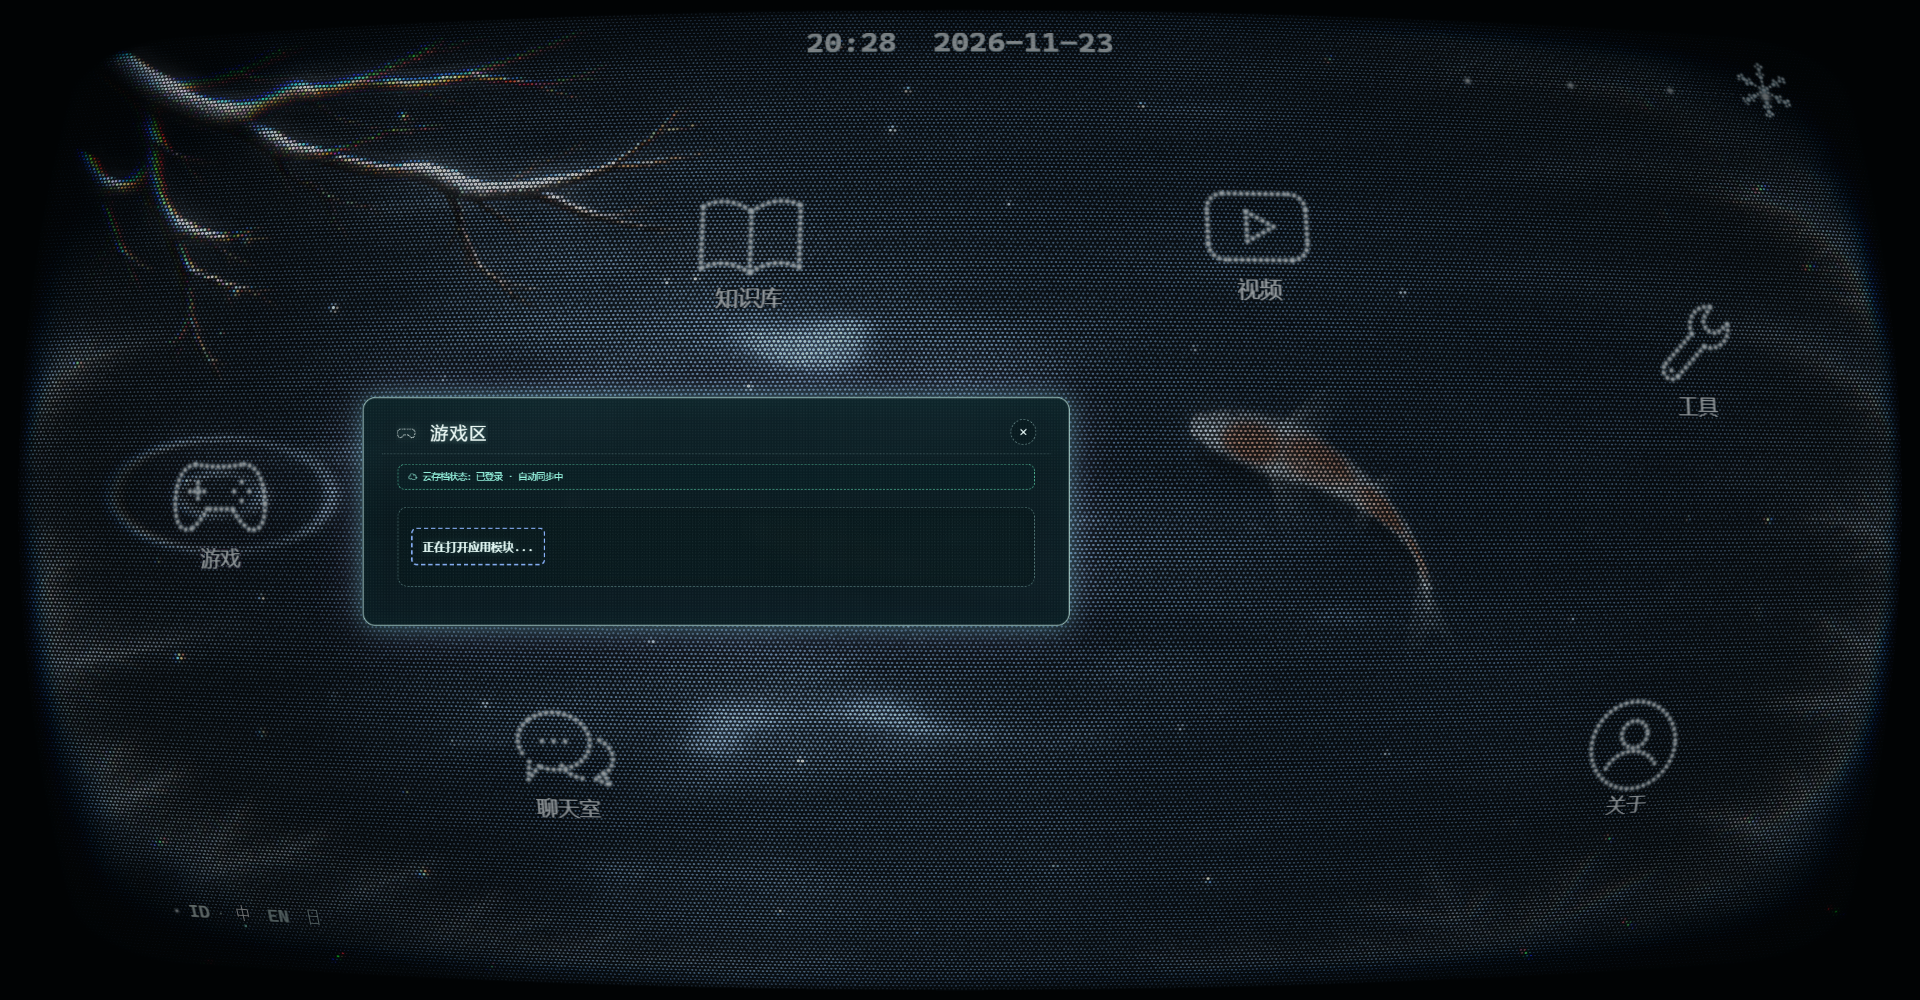 20:28 2026-11-23
知识库
视频
工具
游戏区
×
云存档状态: 已登录 · 自动同步中
正在打开应用模块...
游戏
聊天室
关于
• ID · 中 EN 日